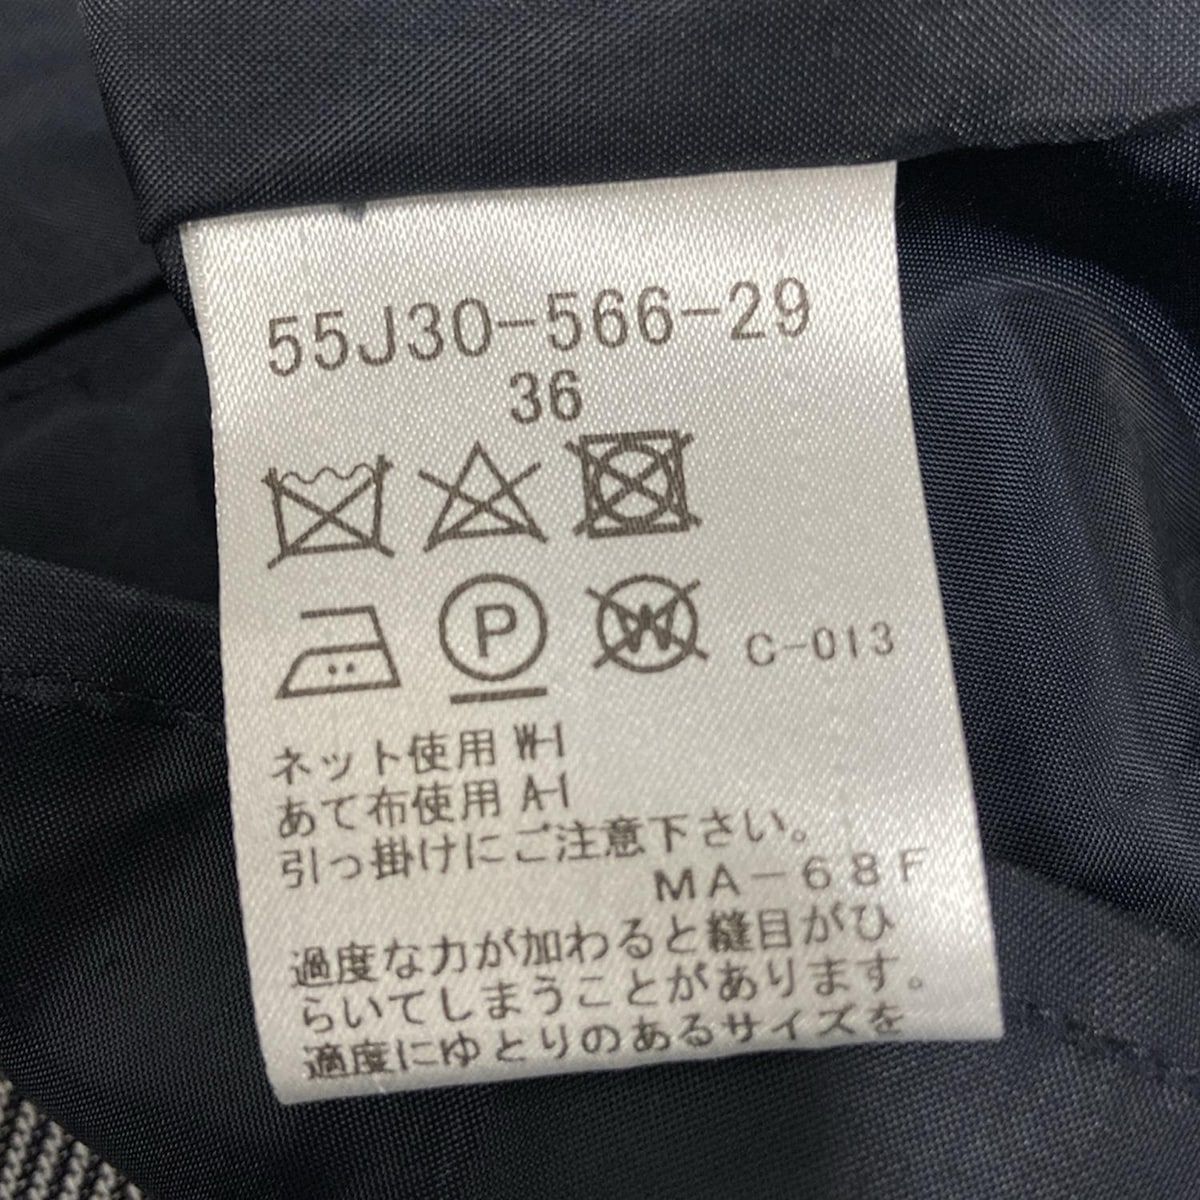 55J30-566-29
36
P W C-013
ネット使用 W-1
あて布使用 A-1
引っ掛けにご注意下さい。
MA-68F
過度な力が加わると縫目がひ
らいてしまうことがあります。
適度にゆとりのあるサイズを